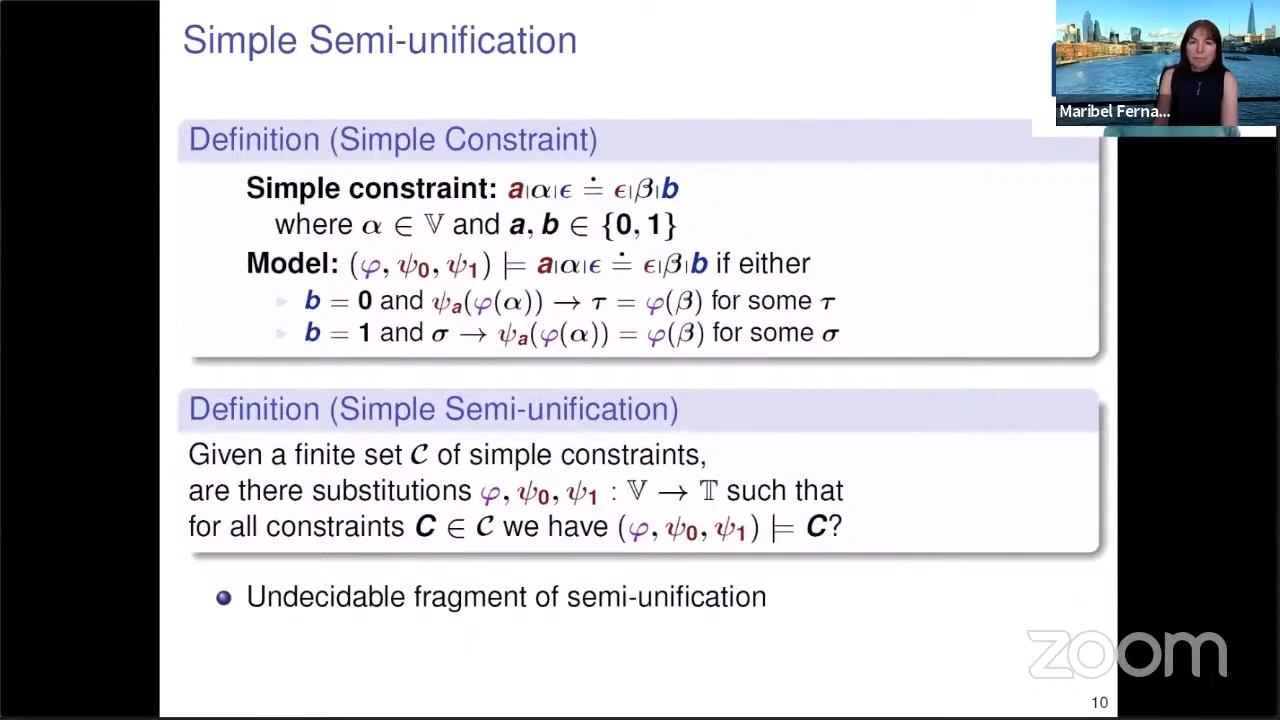 Simple Semi-unification
Maribel Ferna...
Definition (Simple Constraint)
Simple constraint: a|α|ϵ ≐ ϵ|β|b
where α ∈ 𝕍 and a, b ∈ {0, 1}
Model: (φ, ψ₀, ψ₁) ⊨ a|α|ϵ ≐ ϵ|β|b if either
b = 0 and ψₐ(φ(α)) → τ = φ(β) for some τ
b = 1 and σ → ψₐ(φ(α)) = φ(β) for some σ
Definition (Simple Semi-unification)
Given a finite set 𝒞 of simple constraints,
are there substitutions φ, ψ₀, ψ₁ : 𝕍 → 𝕋 such that
for all constraints C ∈ 𝒞 we have (φ, ψ₀, ψ₁) ⊨ C?
Undecidable fragment of semi-unification
zoom
10